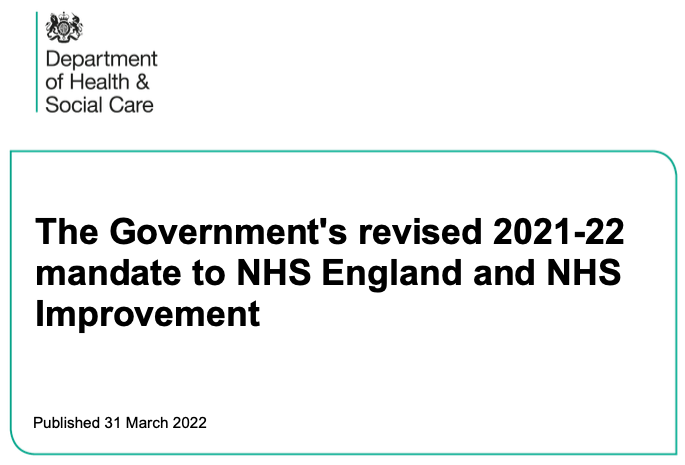 Department
of Health &
Social Care
The Government's revised 2021-22
mandate to NHS England and NHS
Improvement
Published 31 March 2022